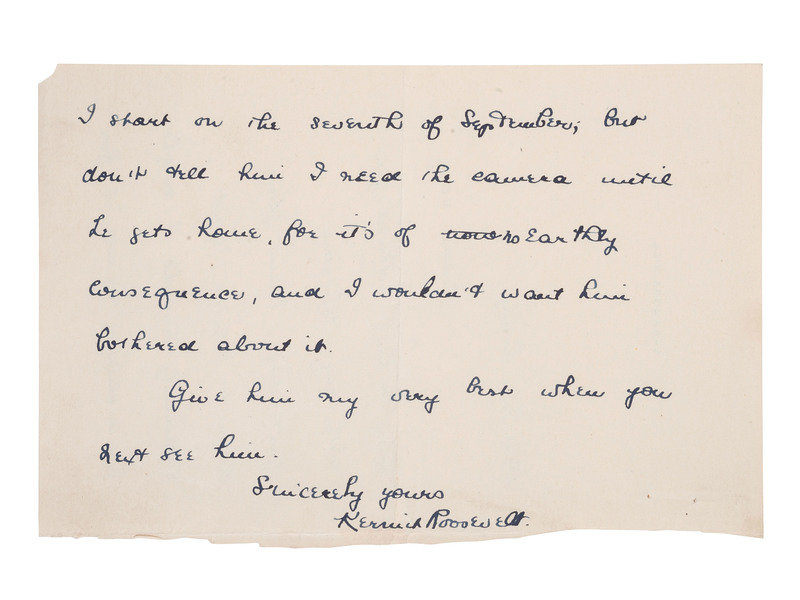 I start on the seventh of September; but
don't tell him I need the camera until
he gets home, for it's of no Earthly
consequence, and I wouldn't want him
bothered about it.
Give him my very best when you
next see him.
Sincerely yours
Kermit Roosevelt.